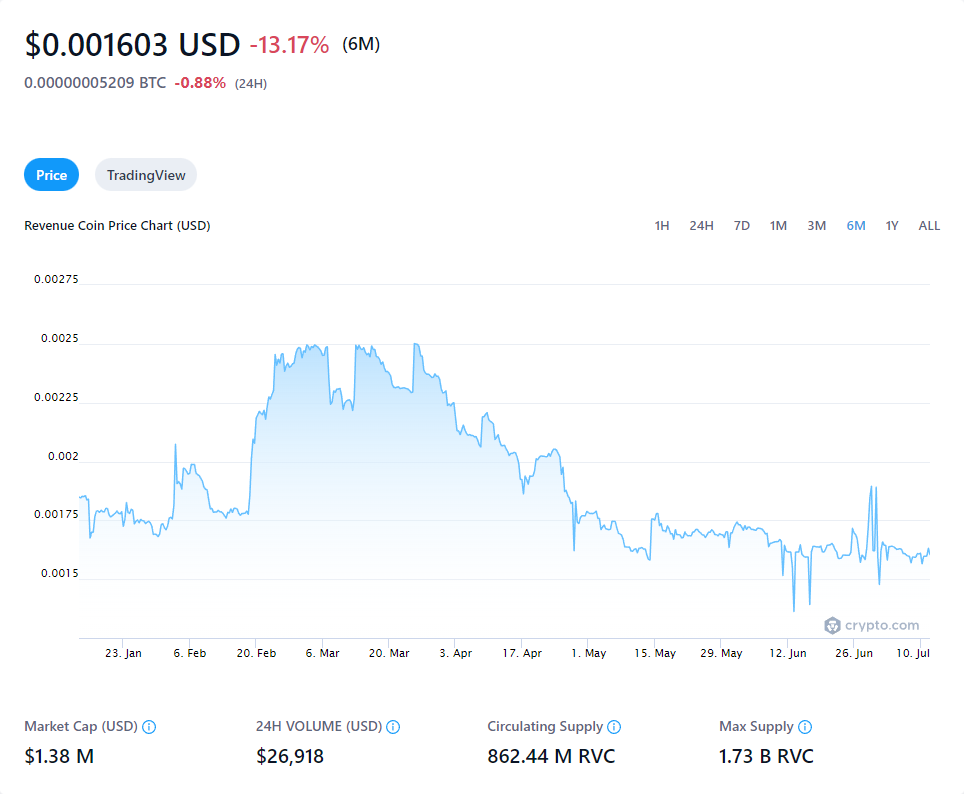 $0.001603 USD -13.17% (6M)
0.00000005209 BTC -0.88% (24H)
Price TradingView
Revenue Coin Price Chart (USD) 1H 24H 7D 1M 3M 6M 1Y ALL
0.00275
0.0025
0.00225
0.002
0.00175
0.0015
crypto.com
23. Jan 6. Feb 20. Feb 6. Mar 20. Mar 3. Apr 17. Apr 1. May 15. May 29. May 12. Jun 26. Jun 10. Jul
Market Cap (USD) 24H VOLUME (USD) Circulating Supply Max Supply
$1.38 M $26,918 862.44 M RVC 1.73 B RVC